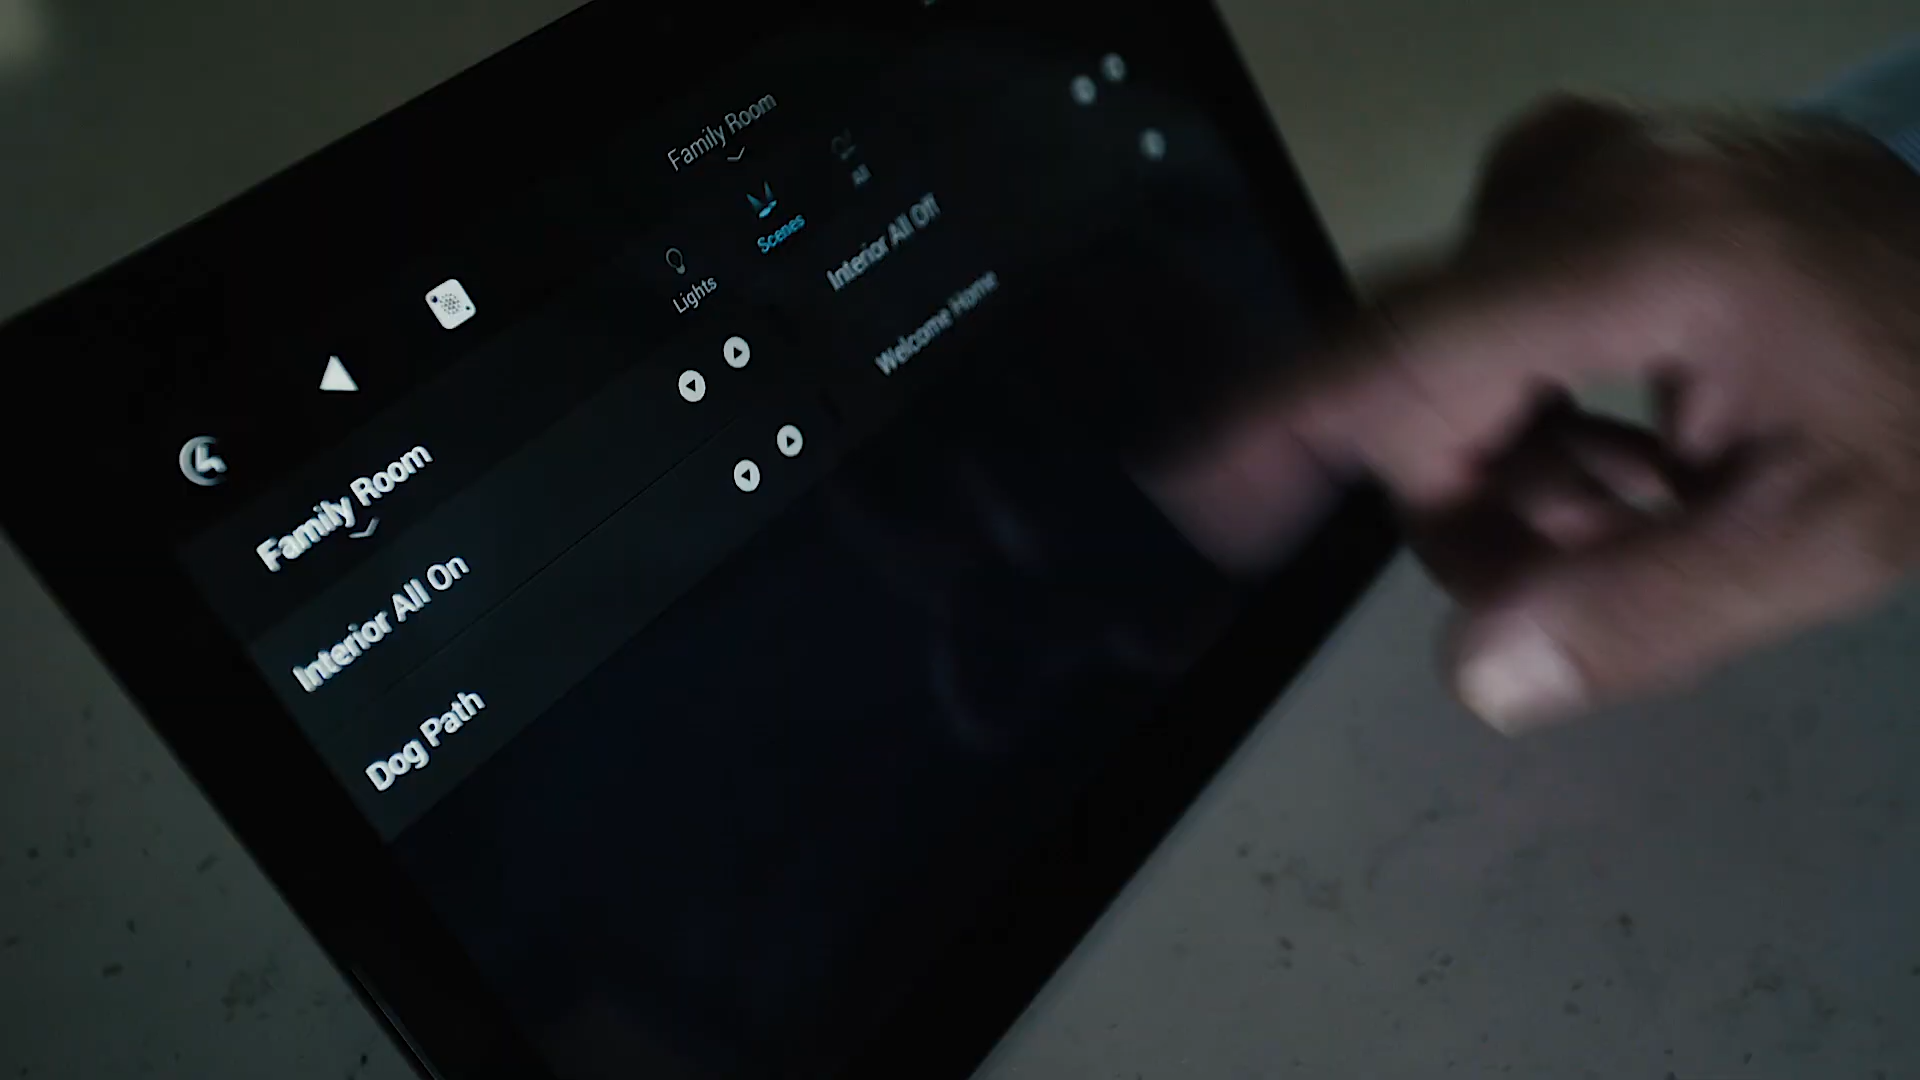 Family Room
Lights
Scenes
All
Family Room
Interior All On
Interior All Off
Dog Path
Welcome Home